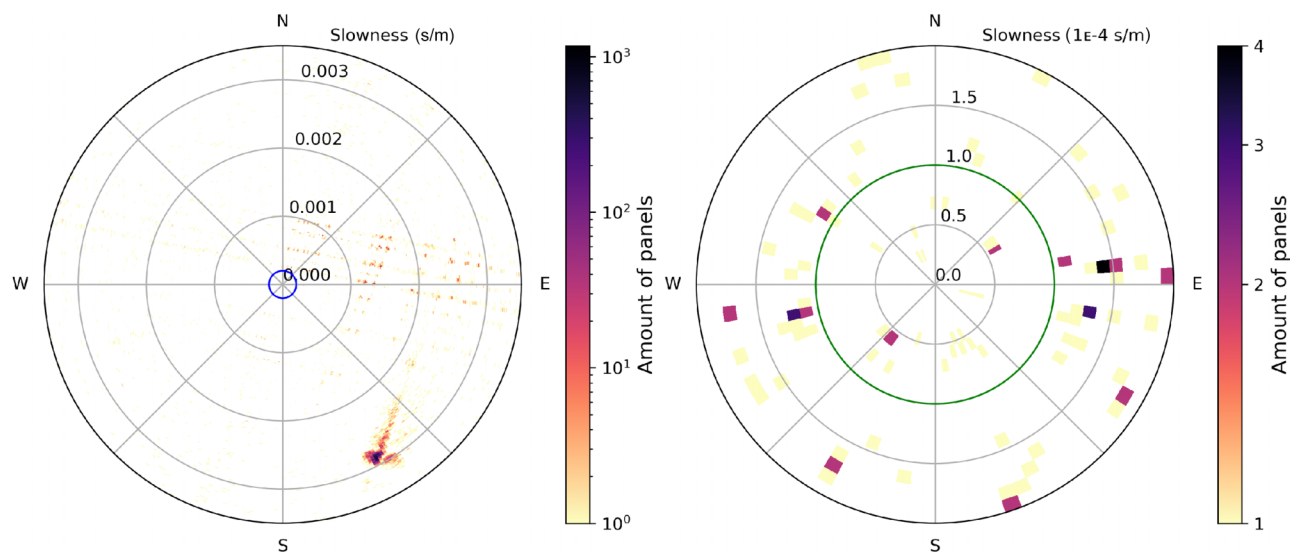 N
Slowness (s/m)
0.003
0.002
0.001
0.000
W
E
S
10³
10²
10¹
10⁰
Amount of panels
N
Slowness (1ᴇ-4 s/m)
1.5
1.0
0.5
0.0
W
E
S
4
3
2
1
Amount of panels